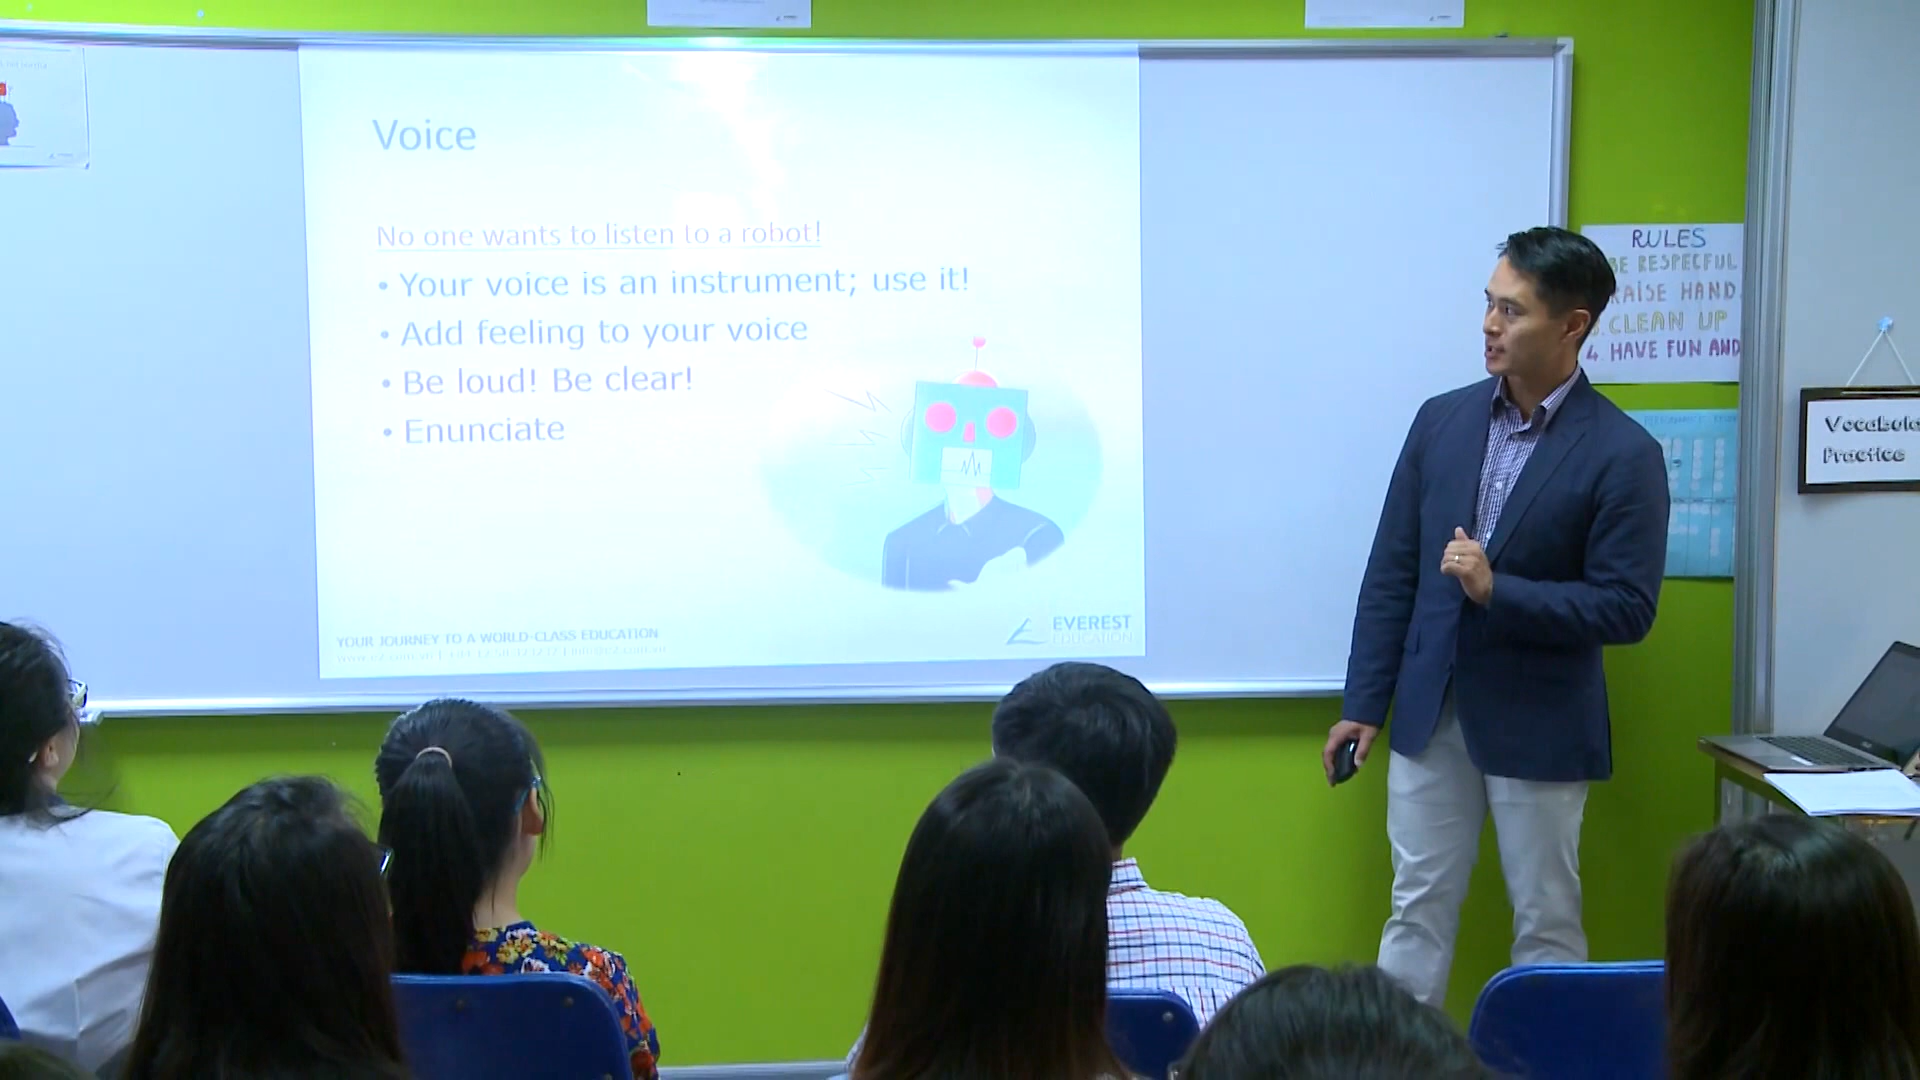 Voice
No one wants to listen to a robot!
• Your voice is an instrument; use it!
• Add feeling to your voice
• Be loud! Be clear!
• Enunciate
YOUR JOURNEY TO A WORLD-CLASS EDUCATION
EVEREST
EDUCATION
RULES
BE RESPECFUL
RAISE HAND
CLEAN UP
4. HAVE FUN AND
Vocabula
Practice